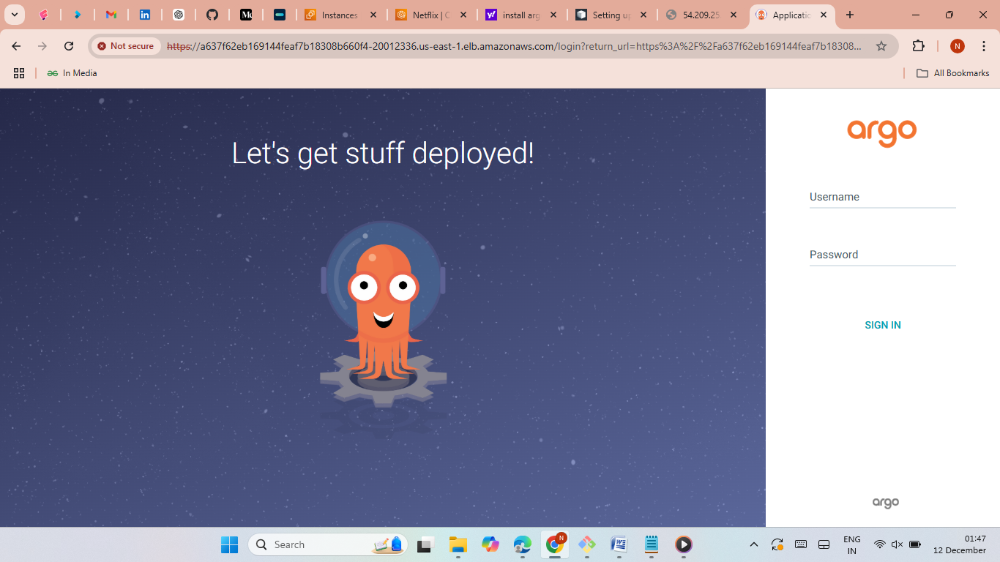 Instances
Netflix | C
install arg
Setting up
54.209.25
Applicatio
Not secure
https://a637f62eb169144feaf7b18308b660f4-20012336.us-east-1.elb.amazonaws.com/login?return_url=https%3A%2F%2Fa637f62eb169144feaf7b18308...
N
In Media
All Bookmarks
Let's get stuff deployed!
argo
Username
Password
SIGN IN
argo
Search
N
ENG
IN
01:47
12 December